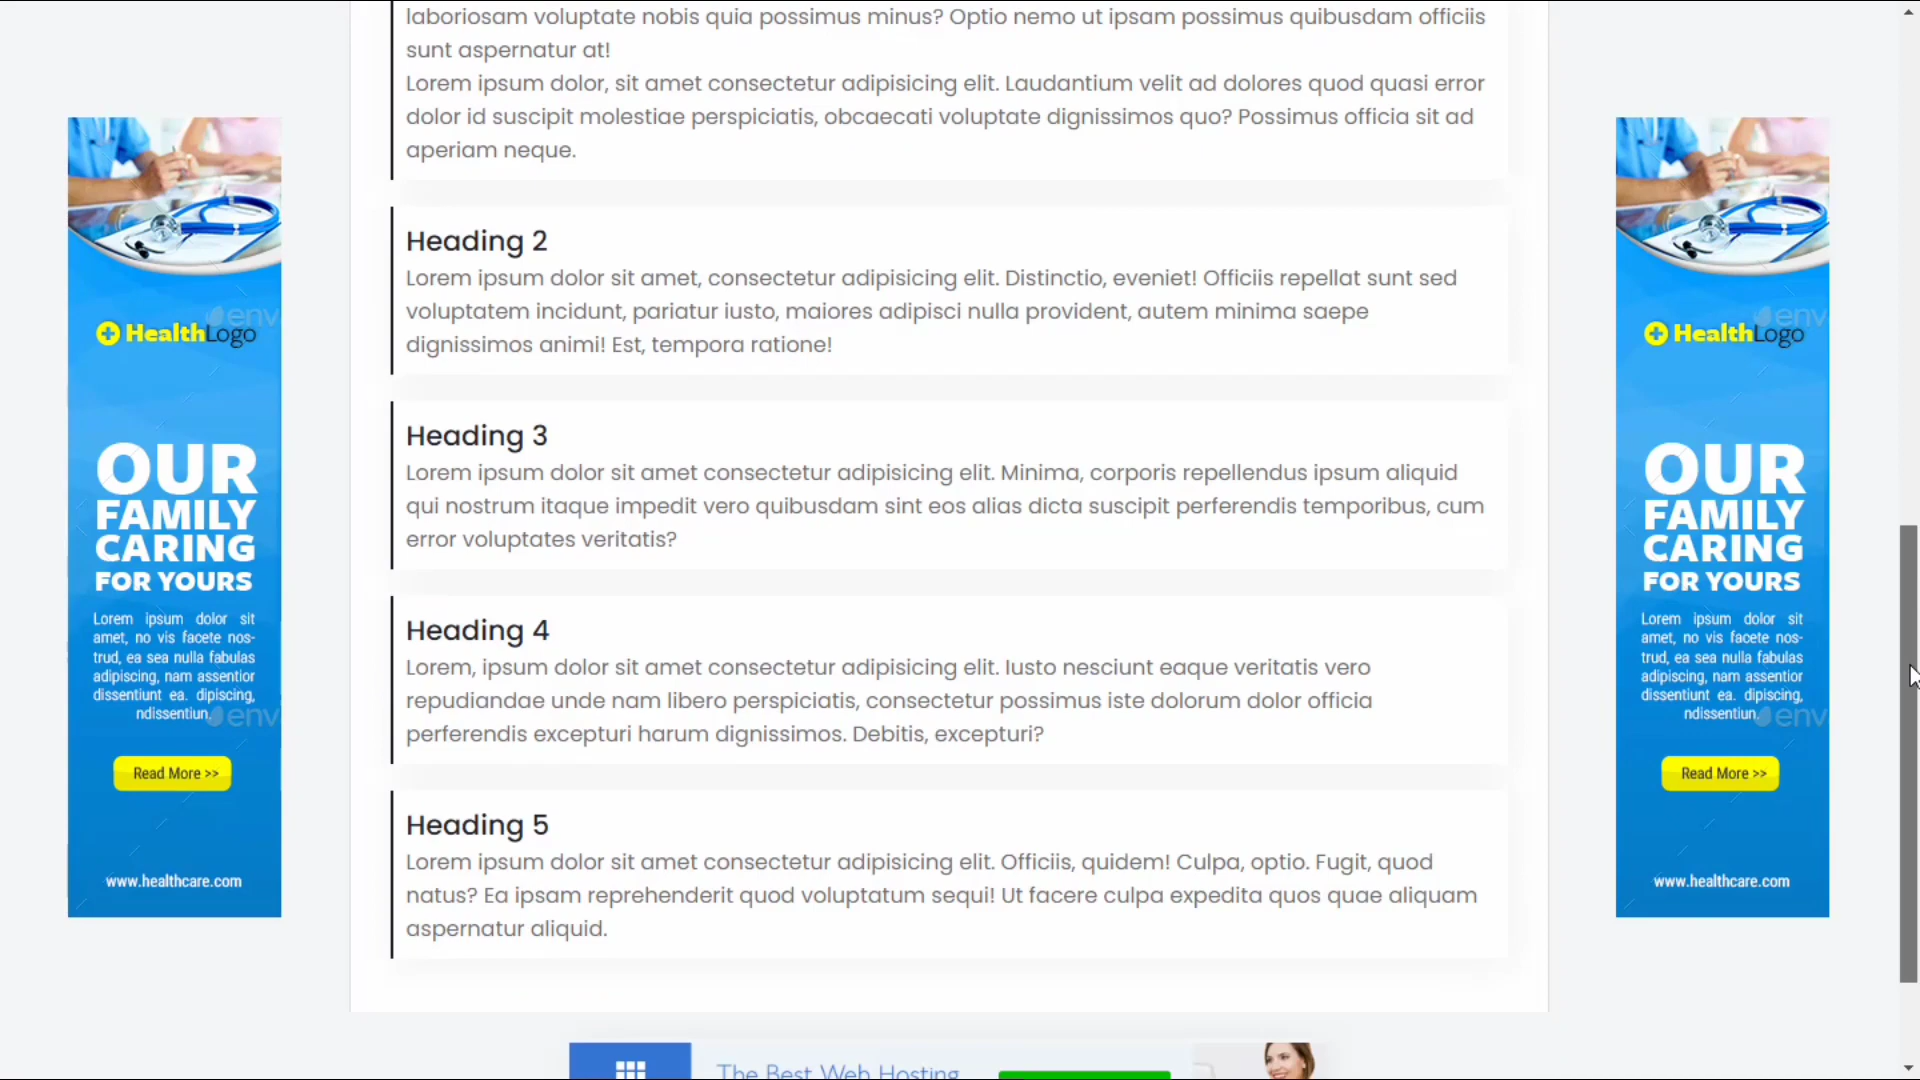 laboriosam voluptate nobis quia possimus minus? Optio nemo ut ipsam possimus quibusdam officiis
sunt aspernatur at!
Lorem ipsum dolor, sit amet consectetur adipisicing elit. Laudantium velit ad dolores quod quasi error
dolor id suscipit molestiae perspiciatis, obcaecati voluptate dignissimos quo? Possimus officia sit ad
aperiam neque.
Heading 2
Lorem ipsum dolor sit amet, consectetur adipisicing elit. Distinctio, eveniet! Officiis repellat sunt sed
voluptatem incidunt, pariatur iusto, maiores adipisci nulla provident, autem minima saepe
dignissimos animi! Est, tempora ratione!
Heading 3
Lorem ipsum dolor sit amet consectetur adipisicing elit. Minima, corporis repellendus ipsum aliquid
qui nostrum itaque impedit vero quibusdam sint eos alias dicta suscipit perferendis temporibus, cum
error voluptates veritatis?
Heading 4
Lorem, ipsum dolor sit amet consectetur adipisicing elit. Iusto nesciunt eaque veritatis vero
repudiandae unde nam libero perspiciatis, consectetur possimus iste dolorum dolor officia
perferendis excepturi harum dignissimos. Debitis, excepturi?
Heading 5
Lorem ipsum dolor sit amet consectetur adipisicing elit. Officiis, quidem! Culpa, optio. Fugit, quod
natus? Ea ipsam reprehenderit quod voluptatum sequi! Ut facere culpa expedita quos quae aliquam
aspernatur aliquid.
env
HealthLogo
OUR
FAMILY
CARING
FOR YOURS
Lorem ipsum dolor sit
amet, no vis facete nos-
trud, ea sea nulla fabulas
adipiscing, nam assentior
dissentiunt ea. dipiscing,
ndissentiun.
env
Read More >>
www.healthcare.com
env
HealthLogo
OUR
FAMILY
CARING
FOR YOURS
Lorem ipsum dolor sit
amet, no vis facete nos-
trud, ea sea nulla fabulas
adipiscing, nam assentior
dissentiunt ea. dipiscing,
ndissentiun.
env
Read More >>
www.healthcare.com
The Best Web Hosting